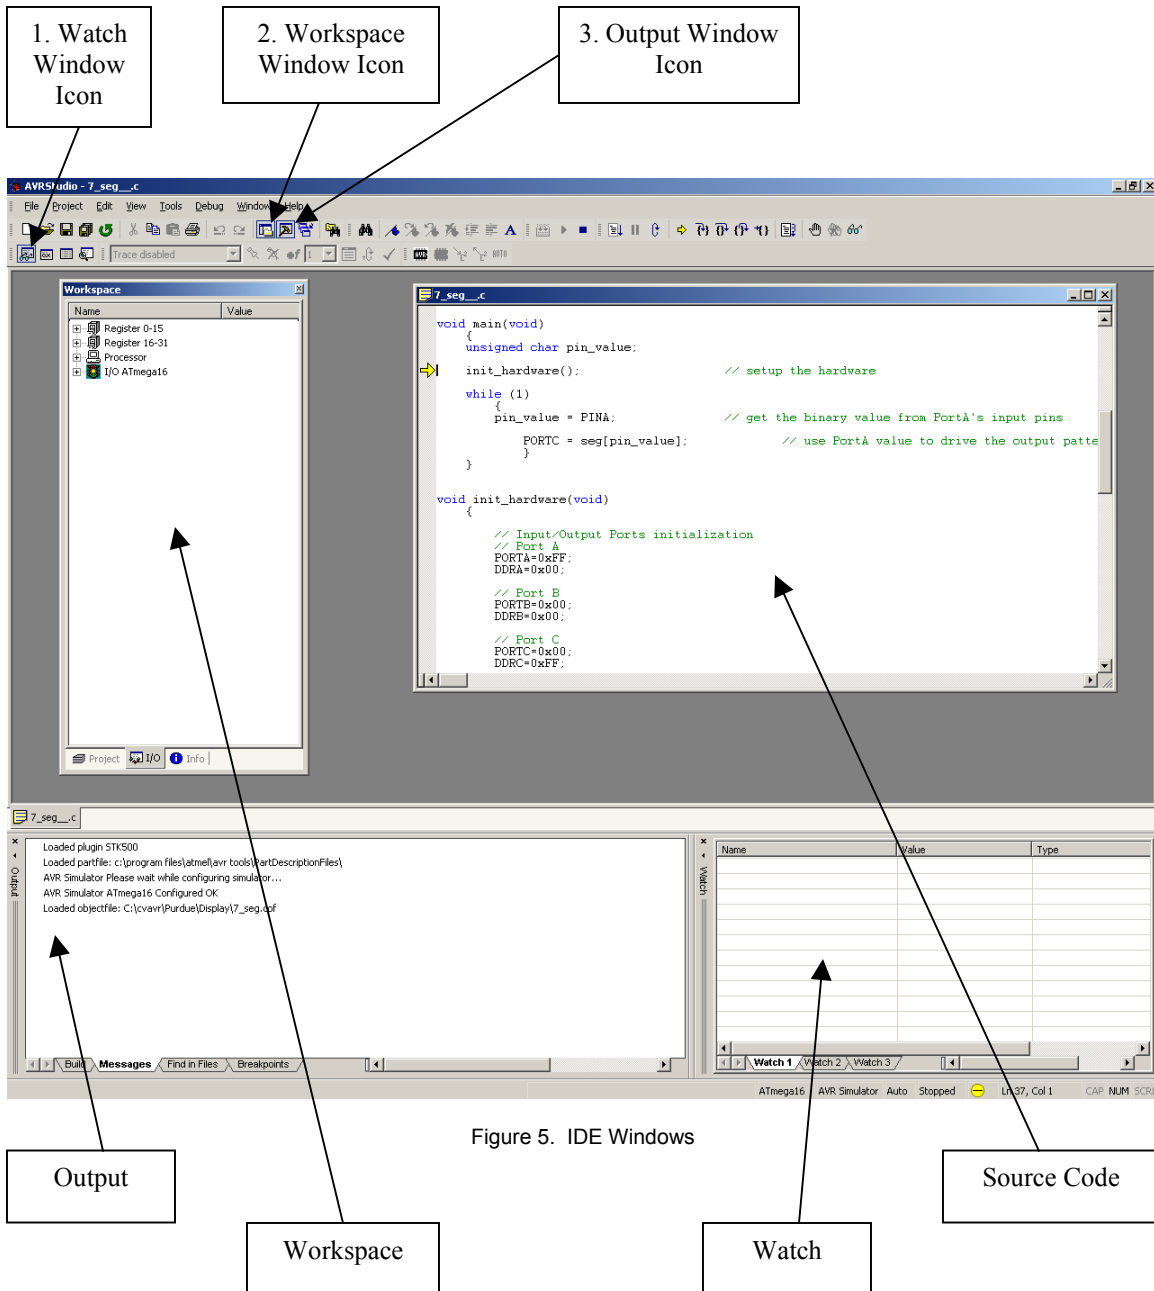 1. Watch
Window
Icon
2. Workspace
Window Icon
3. Output Window
Icon
AVRStudio - 7_seg__.c
File Project Edit View Tools Debug Window Help
Trace disabled
1
AUTO
Workspace
Name Value
Register 0-15
Register 16-31
Processor
I/O ATmega16
Project I/O Info
7_seg__.c
void main(void)
{
unsigned char pin_value;
init_hardware(); // setup the hardware
while (1)
{
pin_value = PINA; // get the binary value from PortA's input pins
PORTC = seg[pin_value]; // use PortA value to drive the output patte
}
}
void init_hardware(void)
{
// Input/Output Ports initialization
// Port A
PORTA=0xFF;
DDRA=0x00;
// Port B
PORTB=0x00;
DDRB=0x00;
// Port C
PORTC=0x00;
DDRC=0xFF;
7_seg__.c
Output
Loaded plugin STK500
Loaded partfile: c:\program files\atmel\avr tools\PartDescriptionFiles\
AVR Simulator Please wait while configuring simulator...
AVR Simulator ATmega16 Configured OK
Loaded objectfile: C:\cvavr\Purdue\Display\7_seg.cof
Build Messages Find in Files Breakpoints
Watch
Name Value Type
Watch 1 Watch 2 Watch 3
ATmega16 AVR Simulator Auto Stopped Ln 37, Col 1 CAP NUM SCR
Figure 5. IDE Windows
Output
Source Code
Workspace
Watch